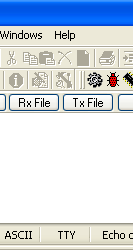 Windows Help
Rx File Tx File
ASCII TTY Echo